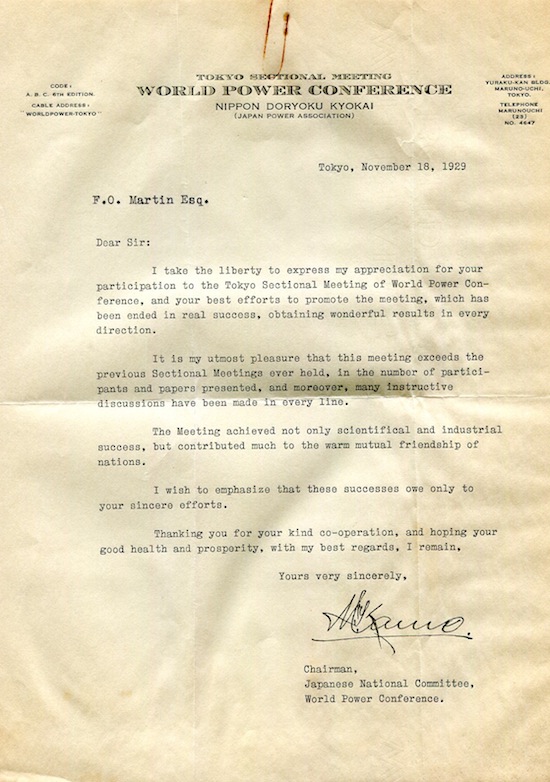 TOKYO SECTIONAL MEETING
WORLD POWER CONFERENCE
NIPPON DORYOKU KYOKAI
(JAPAN POWER ASSOCIATION)
CODE:
A. B. C. 6TH EDITION.
CABLE ADDRESS:
"WORLDPOWER-TOKYO"
ADDRESS:
YURAKU-KAN BLDG.
MARUNO-UCHI,
TOKYO.
TELEPHONE
MARUNOUCHI
(23)
NO. 4647
Tokyo, November 18, 1929
F.O. Martin Esq.
Dear Sir:
I take the liberty to express my appreciation for your
participation to the Tokyo Sectional Meeting of World Power Con-
ference, and your best efforts to promote the meeting, which has
been ended in real success, obtaining wonderful results in every
direction.
It is my utmost pleasure that this meeting exceeds the
previous Sectional Meetings ever held, in the number of partici-
pants and papers presented, and moreover, many instructive
discussions have been made in every line.
The Meeting achieved not only scientifical and industrial
success, but contributed much to the warm mutual friendship of
nations.
I wish to emphasize that these successes owe only to
your sincere efforts.
Thanking you for your kind co-operation, and hoping your
good health and prosperity, with my best regards, I remain,
Yours very sincerely,
Chairman,
Japanese National Committee,
World Power Conference.